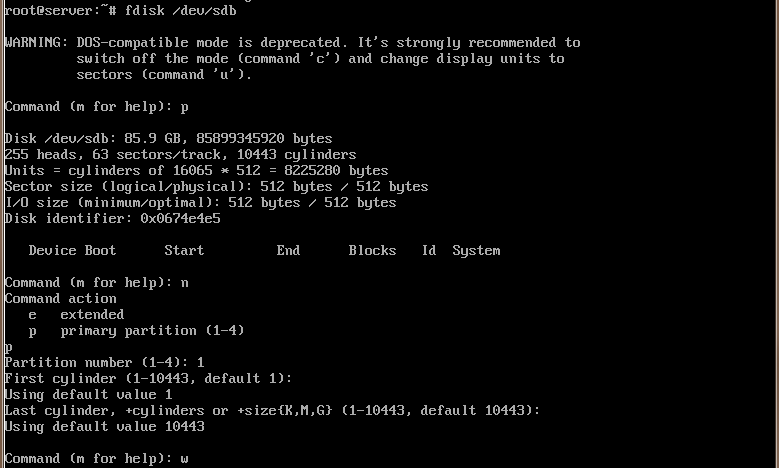 root@server:~# fdisk /dev/sdb
WARNING: DOS-compatible mode is deprecated. It's strongly recommended to
switch off the mode (command 'c') and change display units to
sectors (command 'u').
Command (m for help): p
Disk /dev/sdb: 85.9 GB, 85899345920 bytes
255 heads, 63 sectors/track, 10443 cylinders
Units = cylinders of 16065 * 512 = 8225280 bytes
Sector size (logical/physical): 512 bytes / 512 bytes
I/O size (minimum/optimal): 512 bytes / 512 bytes
Disk identifier: 0x0674e4e5
Device Boot      Start         End      Blocks   Id  System
Command (m for help): n
Command action
e   extended
p   primary partition (1-4)
p
Partition number (1-4): 1
First cylinder (1-10443, default 1):
Using default value 1
Last cylinder, +cylinders or +size{K,M,G} (1-10443, default 10443):
Using default value 10443
Command (m for help): w